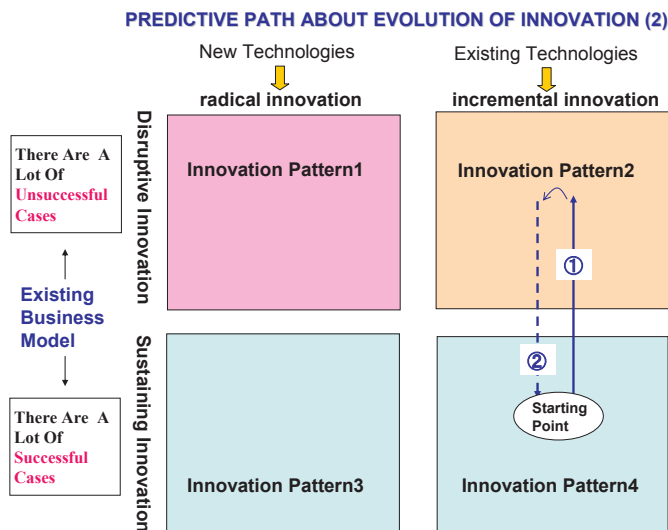 PREDICTIVE PATH ABOUT EVOLUTION OF INNOVATION (2)
New Technologies
Existing Technologies
radical innovation
incremental innovation
Disruptive Innovation
There Are A
Lot Of
Unsuccessful
Cases
Innovation Pattern1
Innovation Pattern2
①
Existing
Business
Model
Sustaining Innovation
②
There Are A
Lot Of
Successful
Cases
Starting
Point
Innovation Pattern3
Innovation Pattern4